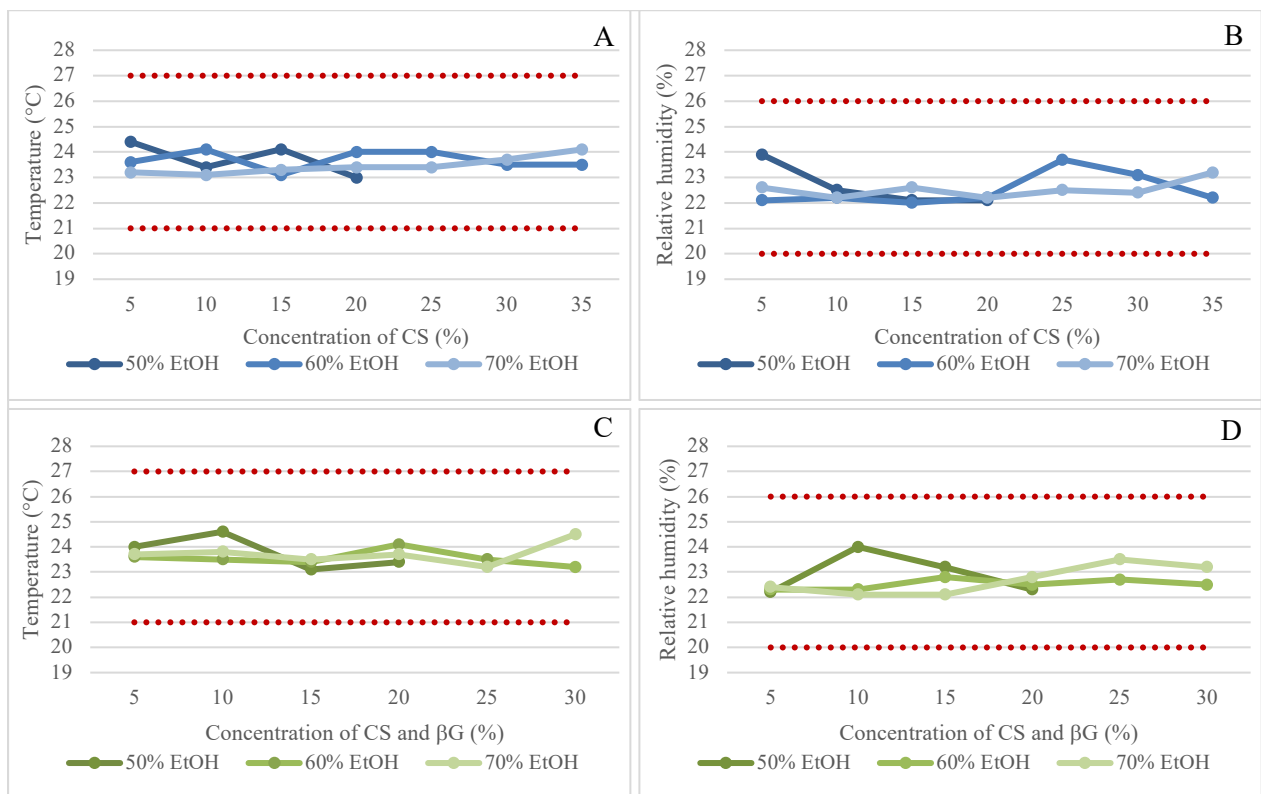 A
Temperature (°C)
28
27
26
25
24
23
22
21
20
19
5 10 15 20 25 30 35
Concentration of CS (%)
50% EtOH 60% EtOH 70% EtOH
B
Relative humidity (%)
28
27
26
25
24
23
22
21
20
19
5 10 15 20 25 30 35
Concentration of CS (%)
50% EtOH 60% EtOH 70% EtOH
C
Temperature (°C)
28
27
26
25
24
23
22
21
20
19
5 10 15 20 25 30
Concentration of CS and βG (%)
50% EtOH 60% EtOH 70% EtOH
D
Relative humidity (%)
28
27
26
25
24
23
22
21
20
19
5 10 15 20 25 30
Concentration of CS and βG (%)
50% EtOH 60% EtOH 70% EtOH